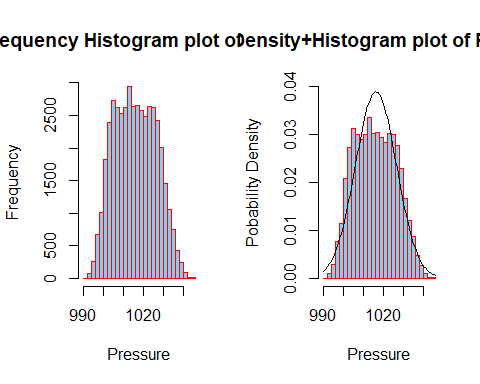 equency Histogram plot of
Density+Histogram plot of P
Frequency
0
500
1500
2500
990
1020
Pressure
Pobability Density
0.00
0.01
0.02
0.03
0.04
990
1020
Pressure